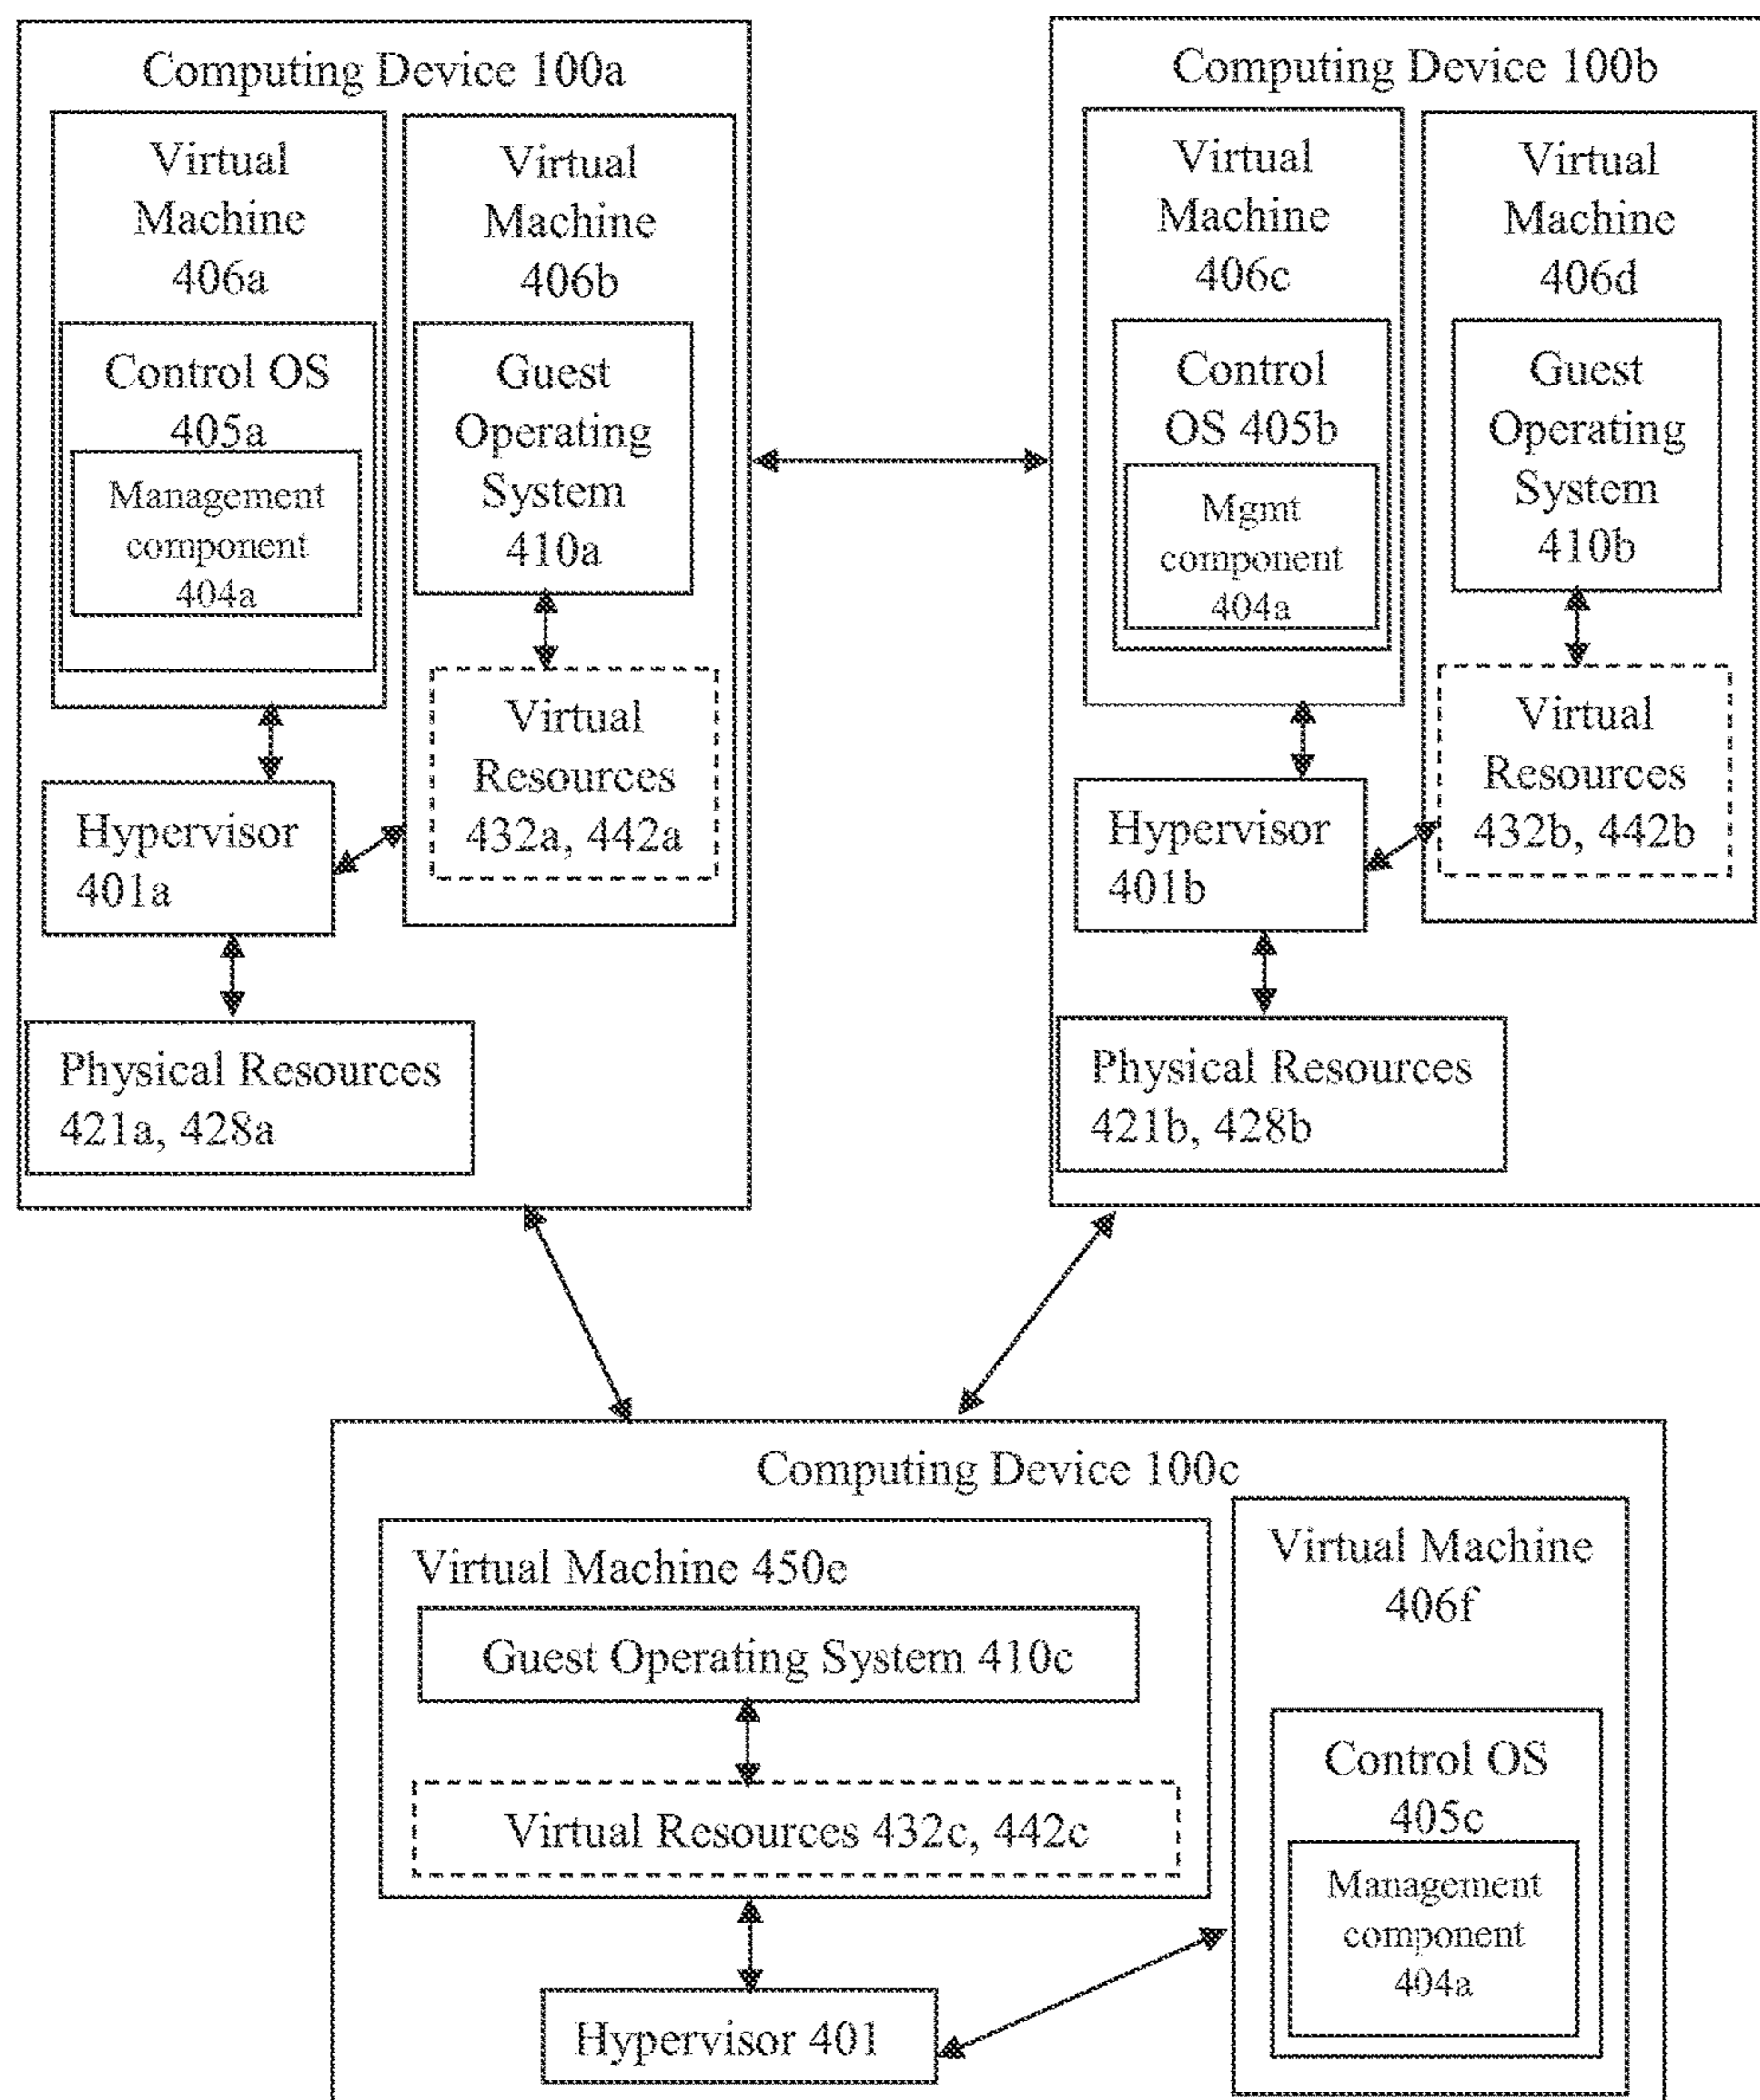 Computing Device 100a
Virtual
Machine
406a
Control OS
405a
Management
component
404a
Virtual
Machine
406b
Guest
Operating
System
410a
Virtual
Resources
432a, 442a
Hypervisor
401a
Physical Resources
421a, 428a
Computing Device 100b
Virtual
Machine
406c
Control
OS 405b
Mgmt
component
404a
Virtual
Machine
406d
Guest
Operating
System
410b
Virtual
Resources
432b, 442b
Hypervisor
401b
Physical Resources
421b, 428b
Computing Device 100c
Virtual Machine 450e
Guest Operating System 410c
Virtual Resources 432c, 442c
Virtual Machine
406f
Control OS
405c
Management
component
404a
Hypervisor 401